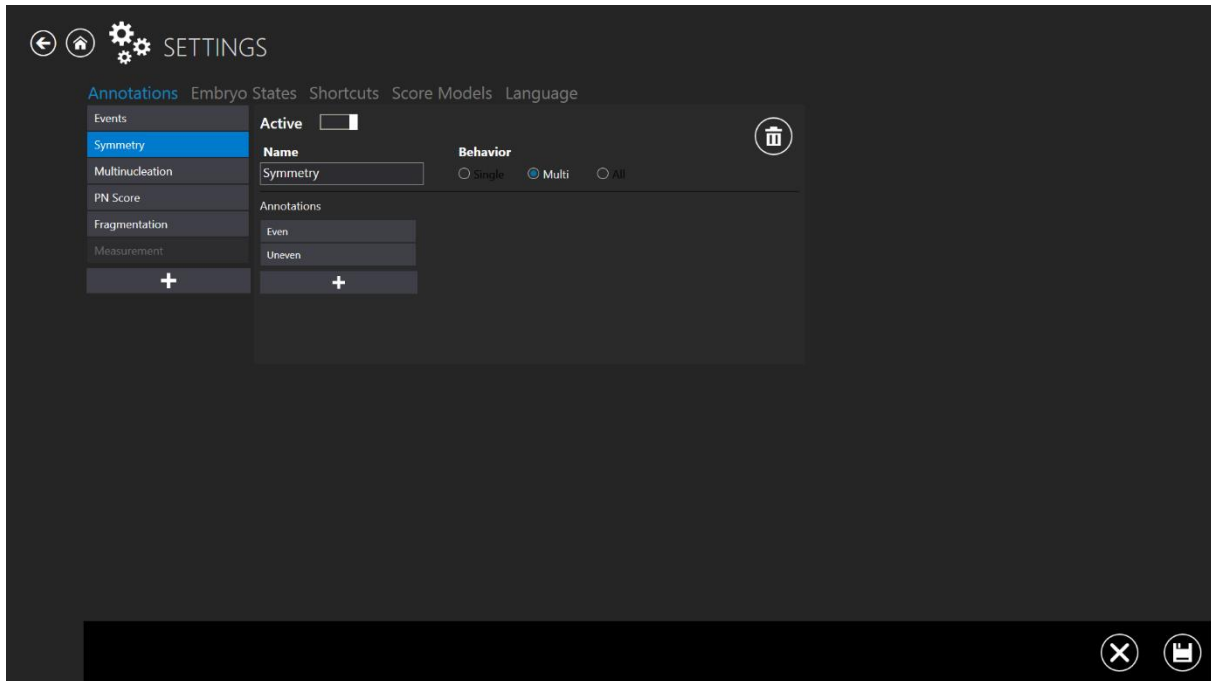 SETTINGS
Annotations Embryo States Shortcuts Score Models Language
Events
Symmetry
Multinucleation
PN Score
Fragmentation
Measurement
Active
Name Behavior
Symmetry Single Multi All
Annotations
Even
Uneven